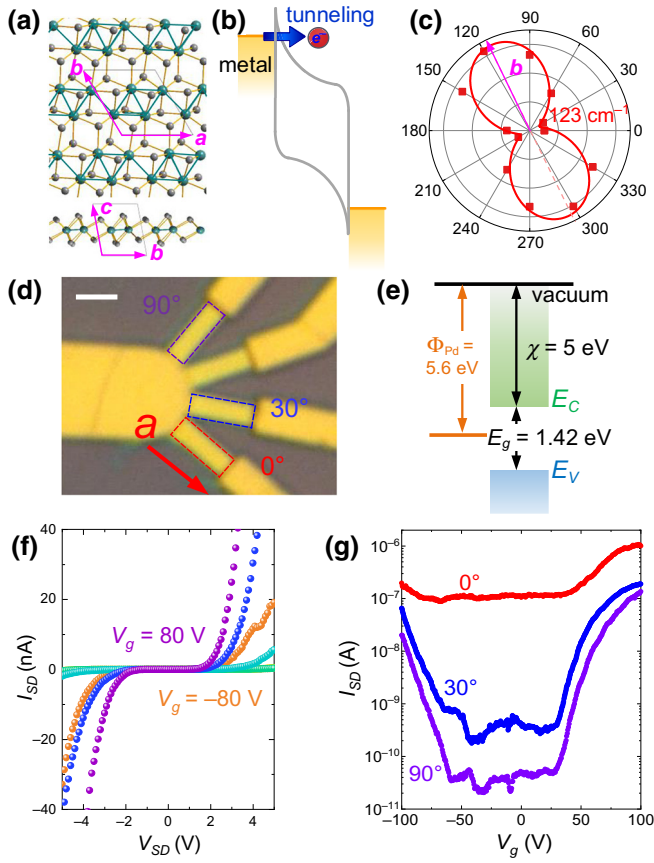 (a)
b
a
c
b
(b)
tunneling
e⁻
metal
(c)
90
120
60
150
30
180
0
210
330
240
300
270
b
123 cm⁻¹
(d)
90°
30°
0°
a
(e)
vacuum
Φ_Pd =
5.6 eV
χ = 5 eV
E_C
E_g = 1.42 eV
E_V
(f)
40
20
0
−20
−40
I_SD (nA)
V_g = 80 V
V_g = −80 V
−4 −2 0 2 4
V_SD (V)
(g)
10⁻⁶
10⁻⁷
10⁻⁸
10⁻⁹
10⁻¹⁰
10⁻¹¹
I_SD (A)
0°
30°
90°
−100 −50 0 50 100
V_g (V)